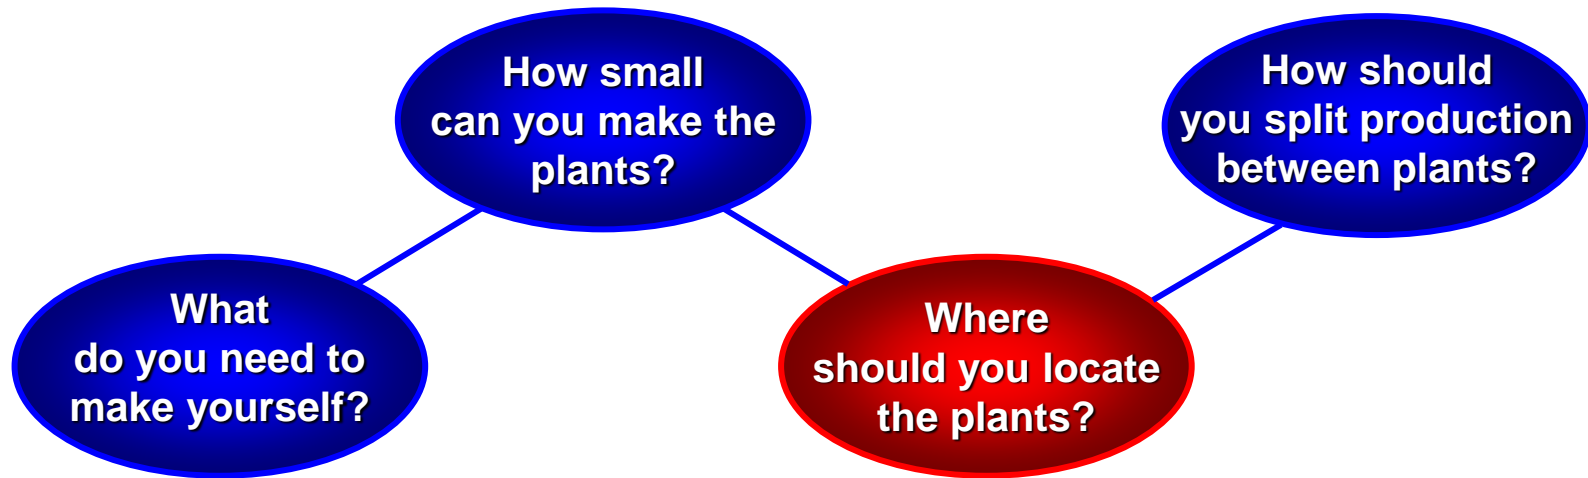 What
do you need to
make yourself?
How small
can you make the
plants?
Where
should you locate
the plants?
How should
you split production
between plants?